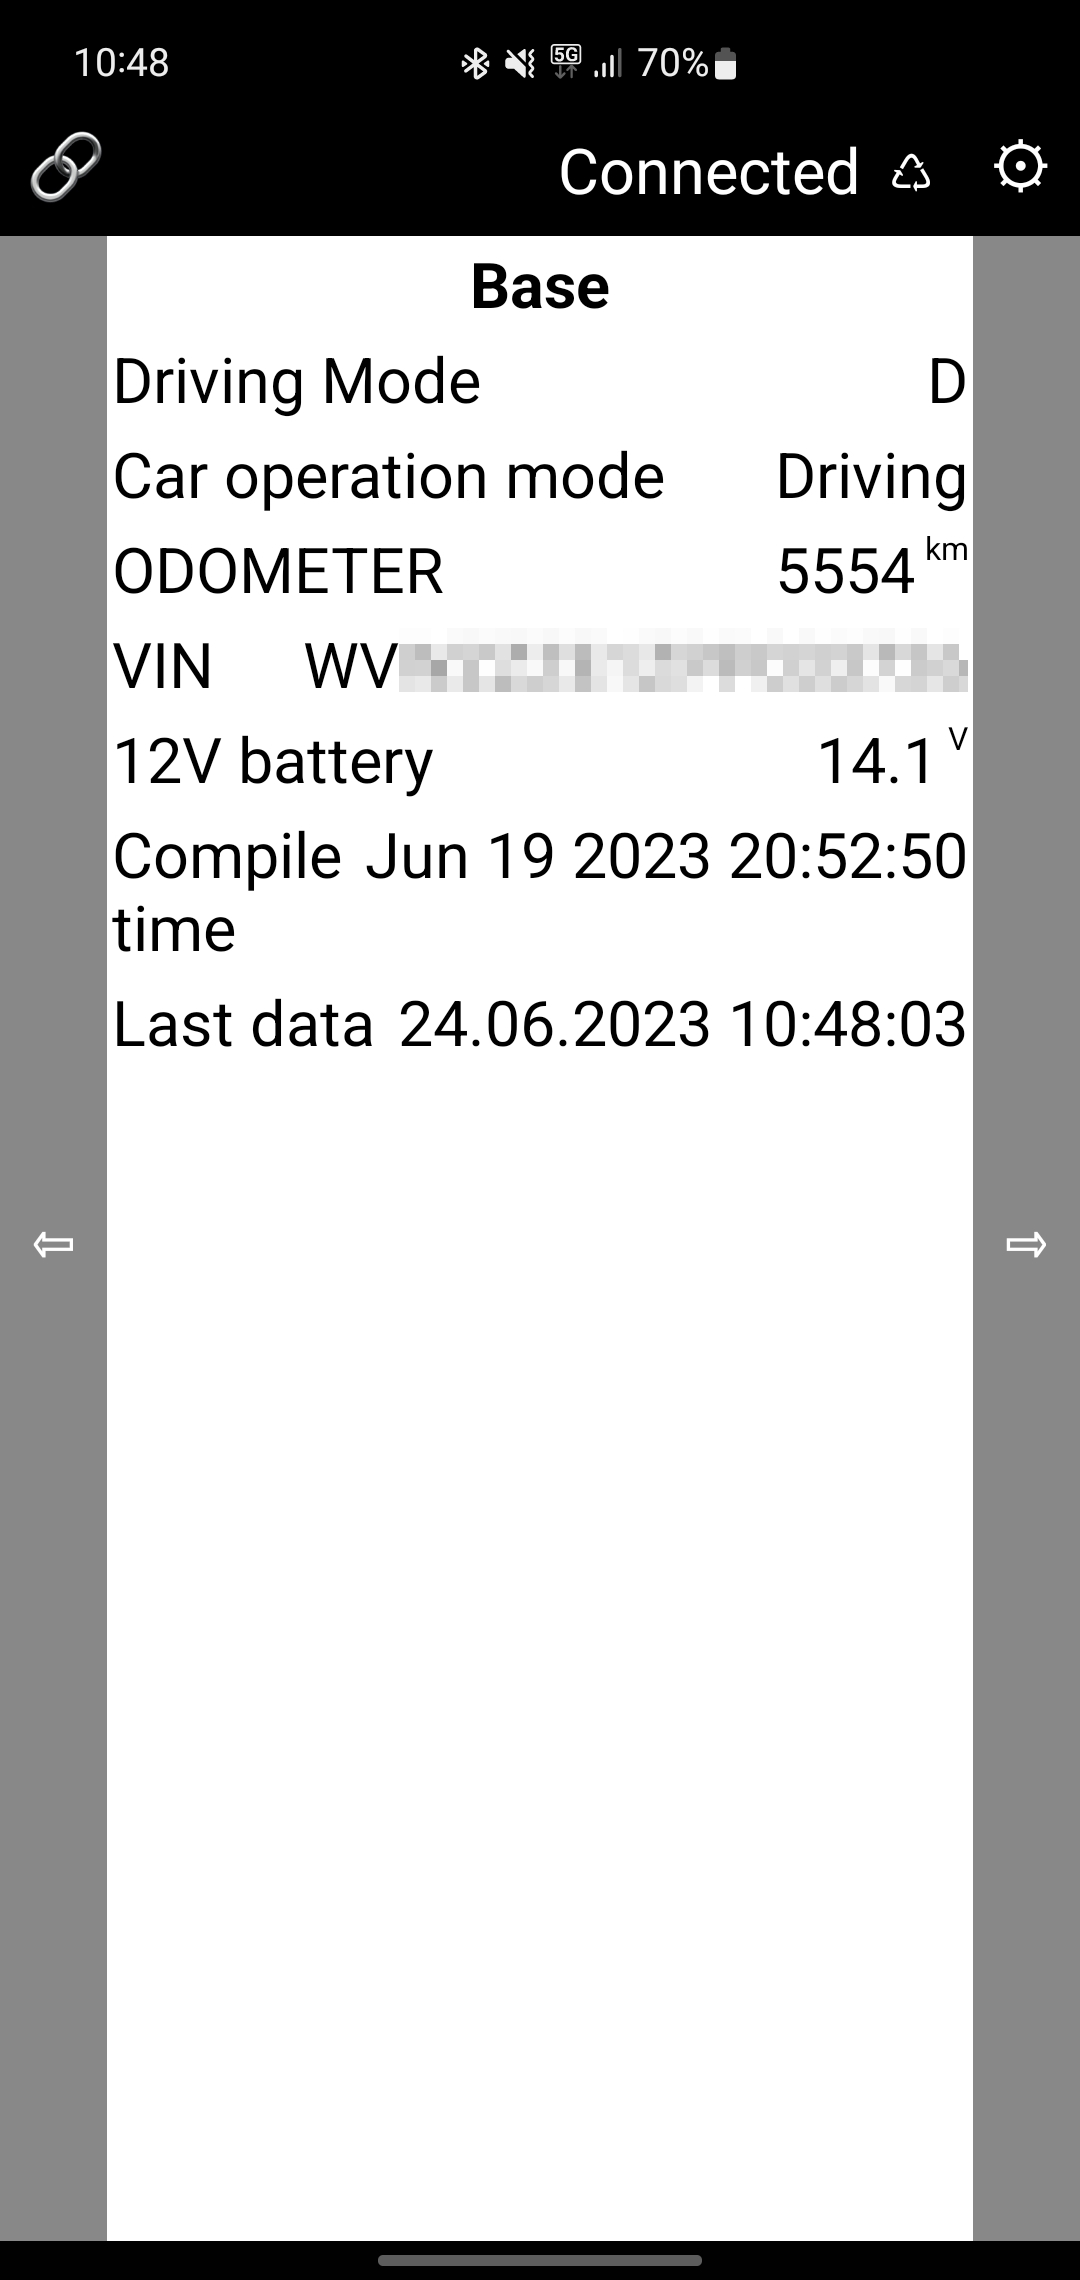 10:48 5G 70%
Connected
Base
Driving Mode D
Car operation mode Driving
ODOMETER 5554 km
VIN WV
12V battery 14.1 V
Compile Jun 19 2023 20:52:50
time
Last data 24.06.2023 10:48:03